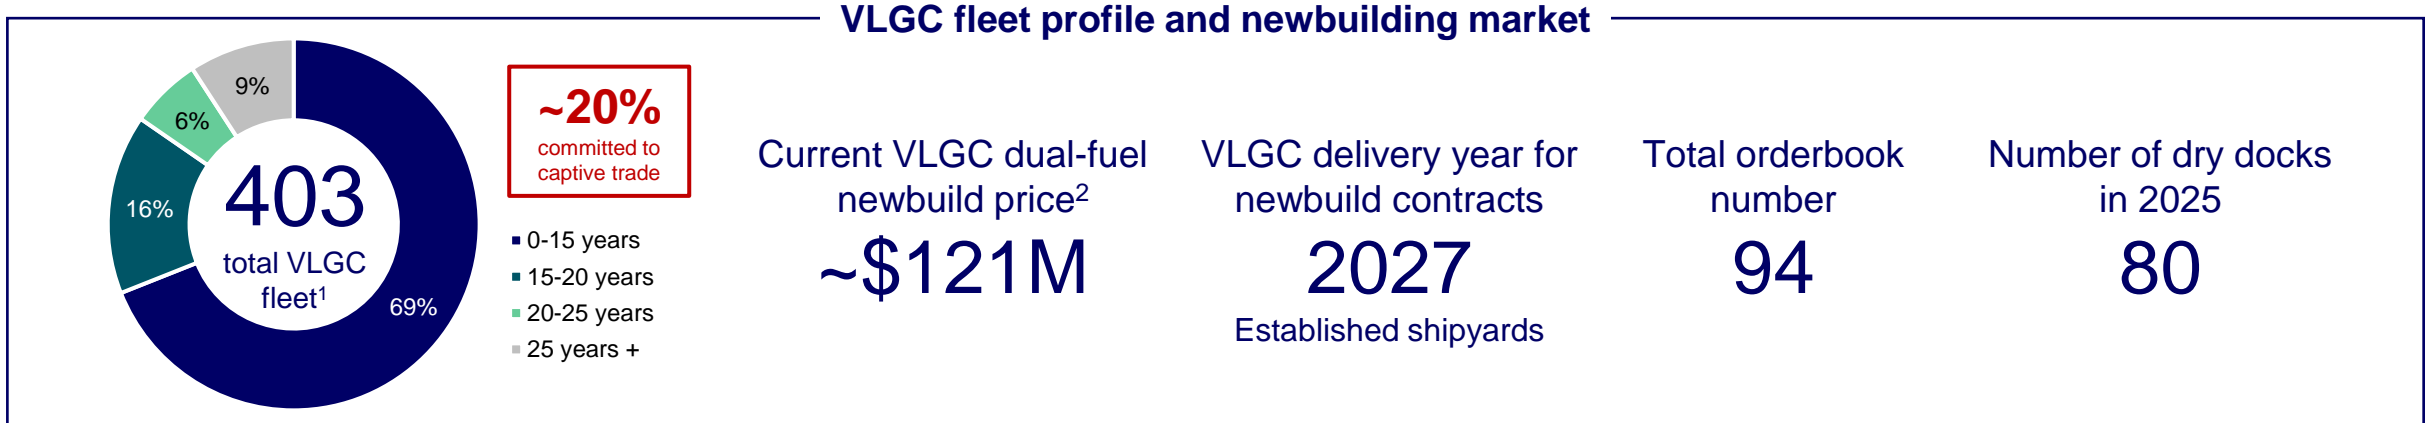 VLGC fleet profile and newbuilding market
9%
6%
16%
69%
403
total VLGC
fleet1
~20%
committed to
captive trade
0-15 years
15-20 years
20-25 years
25 years +
Current VLGC dual-fuel
newbuild price2
~$121M
VLGC delivery year for
newbuild contracts
2027
Established shipyards
Total orderbook
number
94
Number of dry docks
in 2025
80